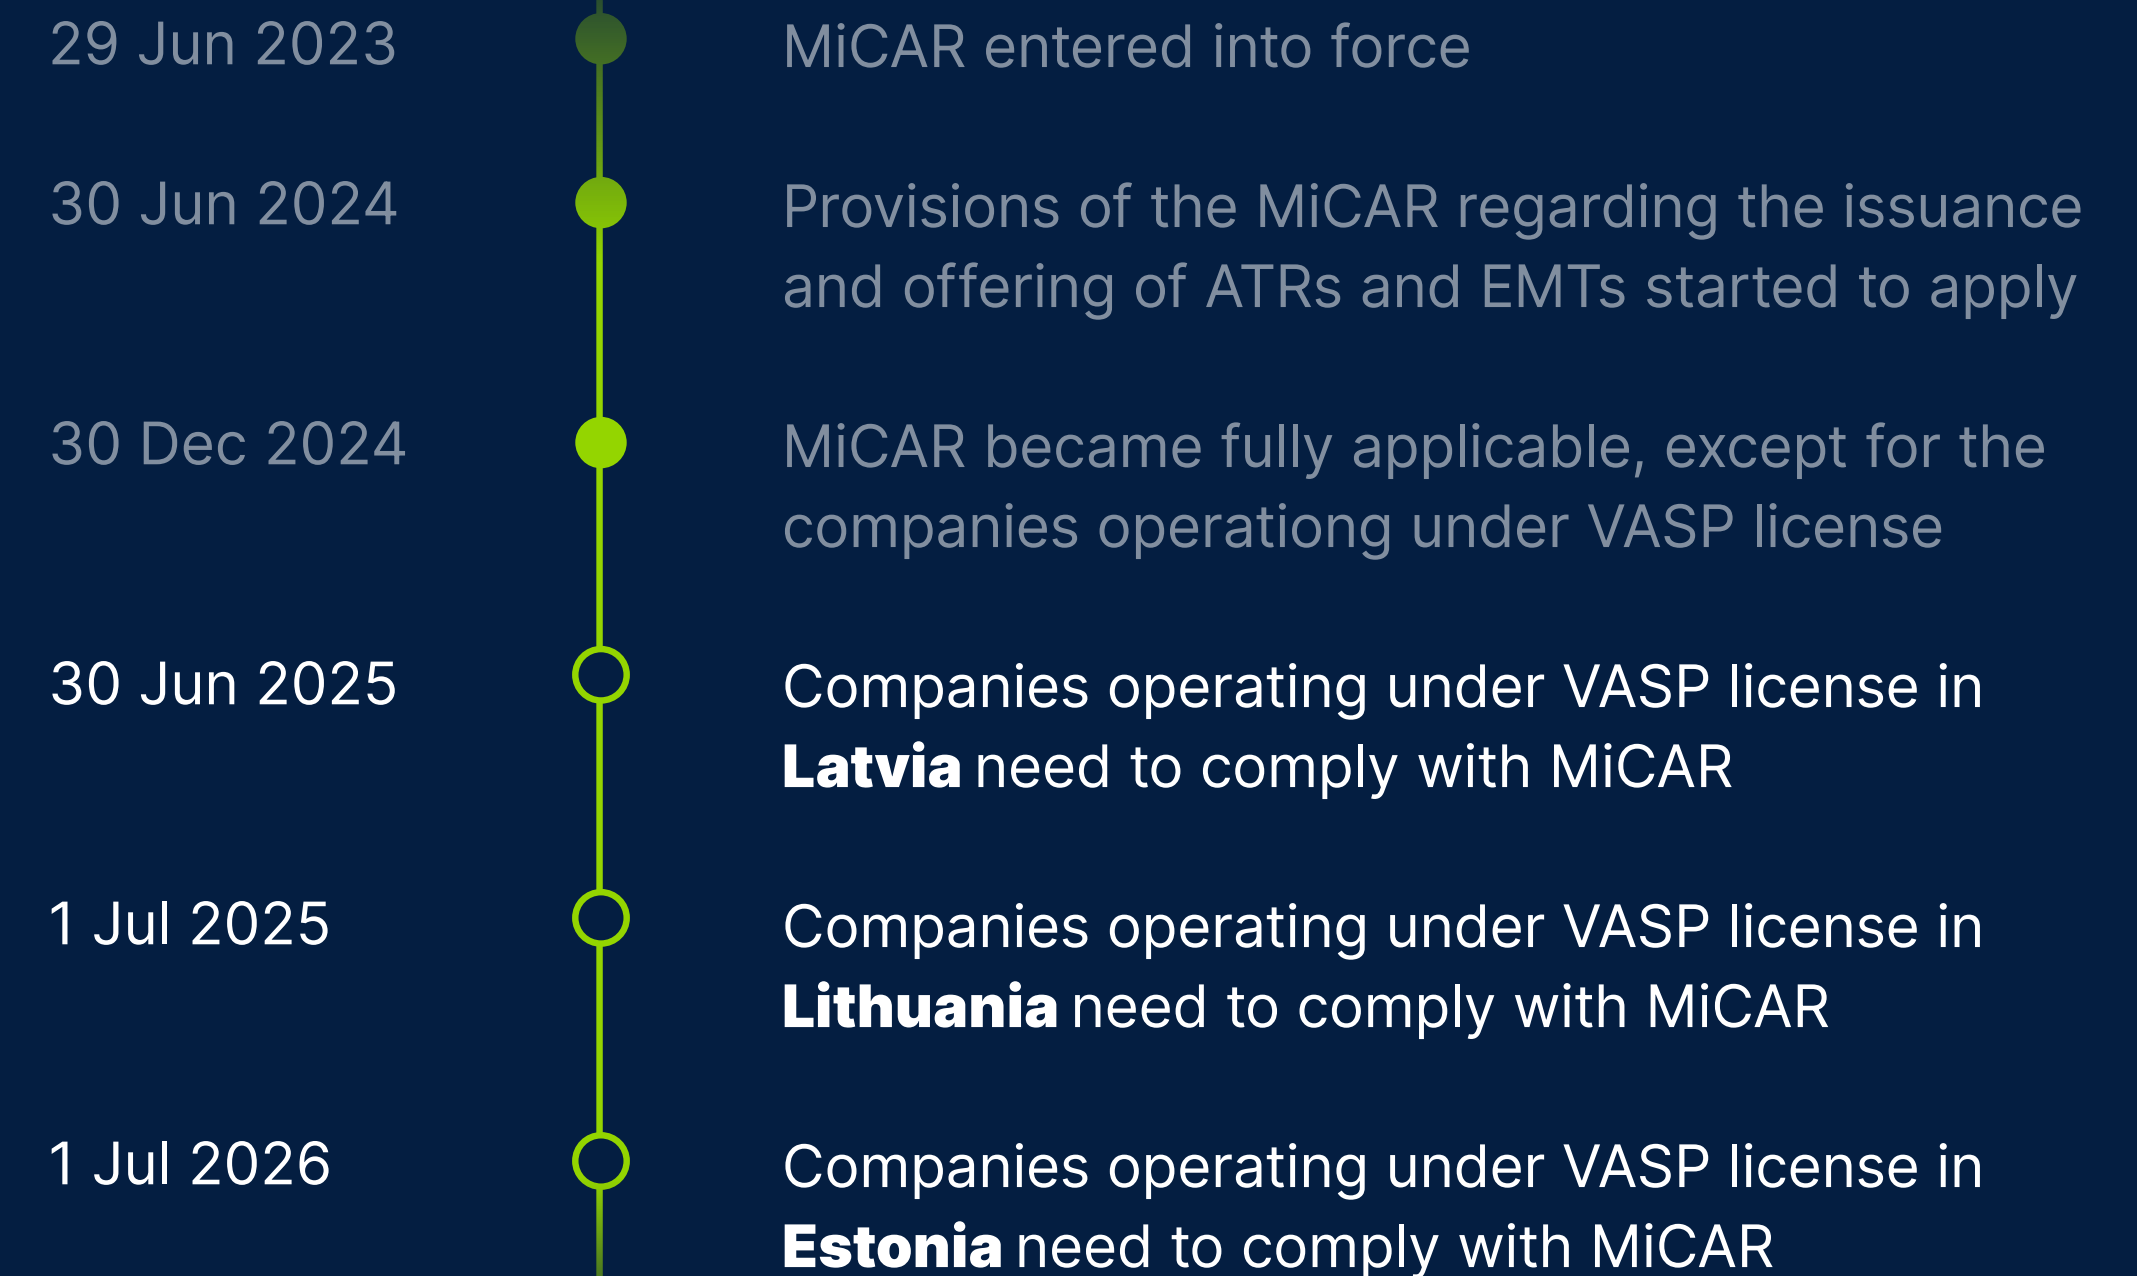 29 Jun 2023
MiCAR entered into force
30 Jun 2024
Provisions of the MiCAR regarding the issuance
and offering of ATRs and EMTs started to apply
30 Dec 2024
MiCAR became fully applicable, except for the
companies operationg under VASP license
30 Jun 2025
Companies operating under VASP license in
Latvia need to comply with MiCAR
1 Jul 2025
Companies operating under VASP license in
Lithuania need to comply with MiCAR
1 Jul 2026
Companies operating under VASP license in
Estonia need to comply with MiCAR